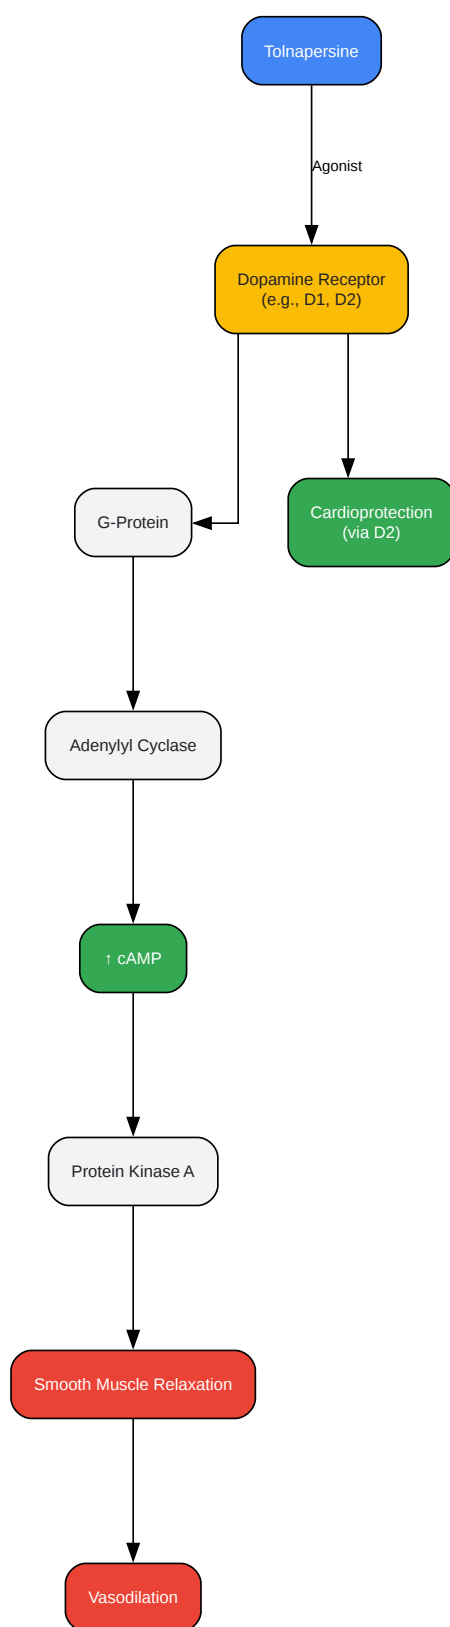 Tolnapersine
Agonist
Dopamine Receptor
(e.g., D1, D2)
Cardioprotection
(via D2)
G-Protein
Adenylyl Cyclase
↑ cAMP
Protein Kinase A
Smooth Muscle Relaxation
Vasodilation